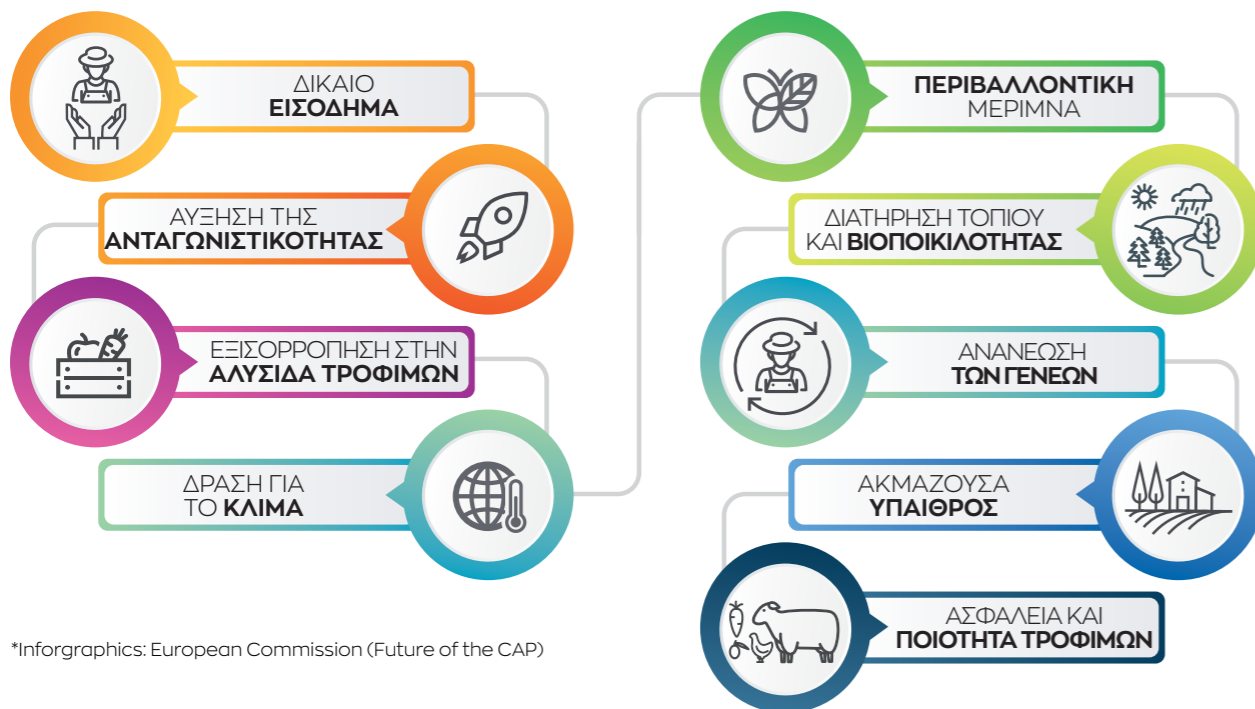 ΔΙΚΑΙΟ
ΕΙΣΟΔΗΜΑ
ΑΥΞΗΣΗ ΤΗΣ
ΑΝΤΑΓΩΝΙΣΤΙΚΟΤΗΤΑΣ
ΕΞΙΣΟΡΡΟΠΗΣΗ ΣΤΗΝ
ΑΛΥΣΙΔΑ ΤΡΟΦΙΜΩΝ
ΔΡΑΣΗ ΓΙΑ
ΤΟ ΚΛΙΜΑ
ΠΕΡΙΒΑΛΛΟΝΤΙΚΗ
ΜΕΡΙΜΝΑ
ΔΙΑΤΗΡΗΣΗ ΤΟΠΙΟΥ
ΚΑΙ ΒΙΟΠΟΙΚΙΛΟΤΗΤΑΣ
ΑΝΑΝΕΩΣΗ
ΤΩΝ ΓΕΝΕΩΝ
ΑΚΜΑΖΟΥΣΑ
ΥΠΑΙΘΡΟΣ
ΑΣΦΑΛΕΙΑ ΚΑΙ
ΠΟΙΟΤΗΤΑ ΤΡΟΦΙΜΩΝ
*Inforgraphics: European Commission (Future of the CAP)